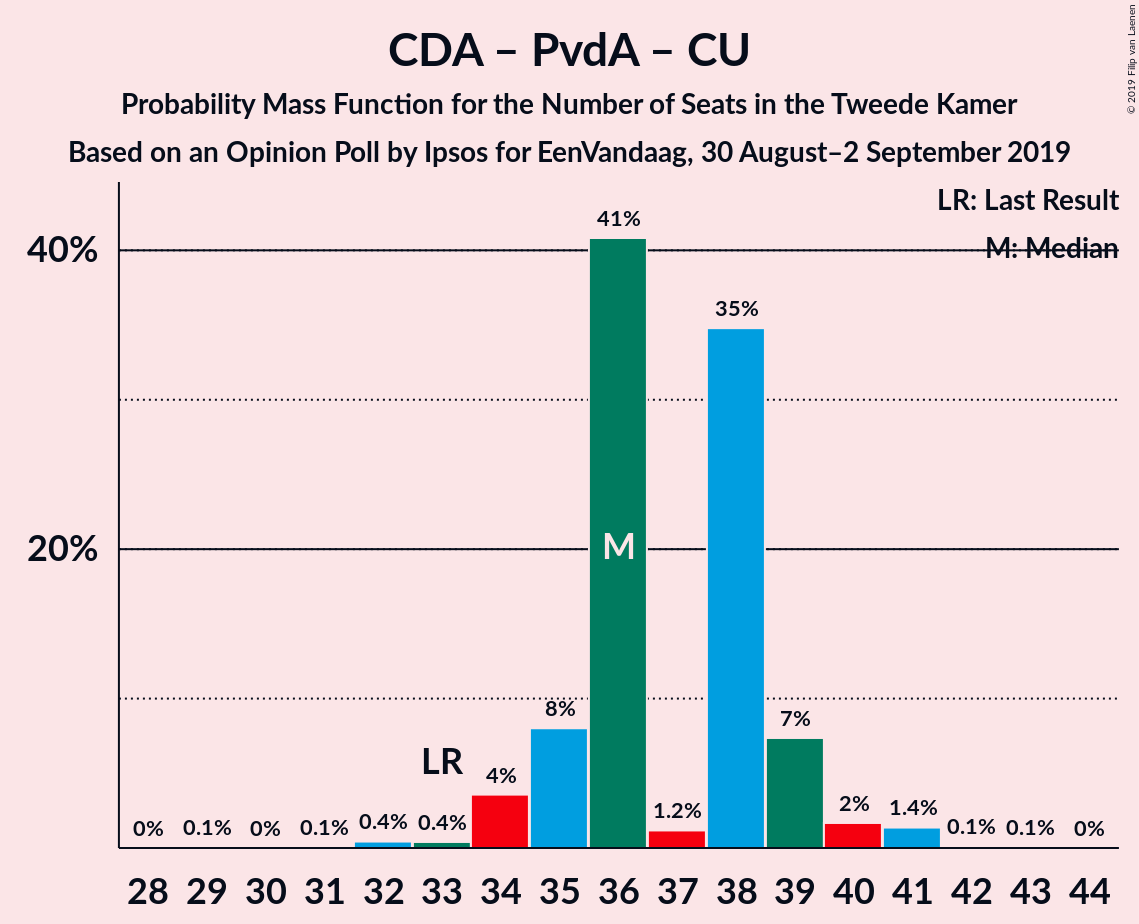 CDA – PvdA – CU
Probability Mass Function for the Number of Seats in the Tweede Kamer
Based on an Opinion Poll by Ipsos for EenVandaag, 30 August–2 September 2019
© 2019 Filip van Laenen
LR: Last Result
M: Median
40%
20%
0%
0.1%
0%
0.1%
0.4%
0.4%
4%
8%
41%
1.2%
35%
7%
2%
1.4%
0.1%
0.1%
0%
LR
M
28 29 30 31 32 33 34 35 36 37 38 39 40 41 42 43 44